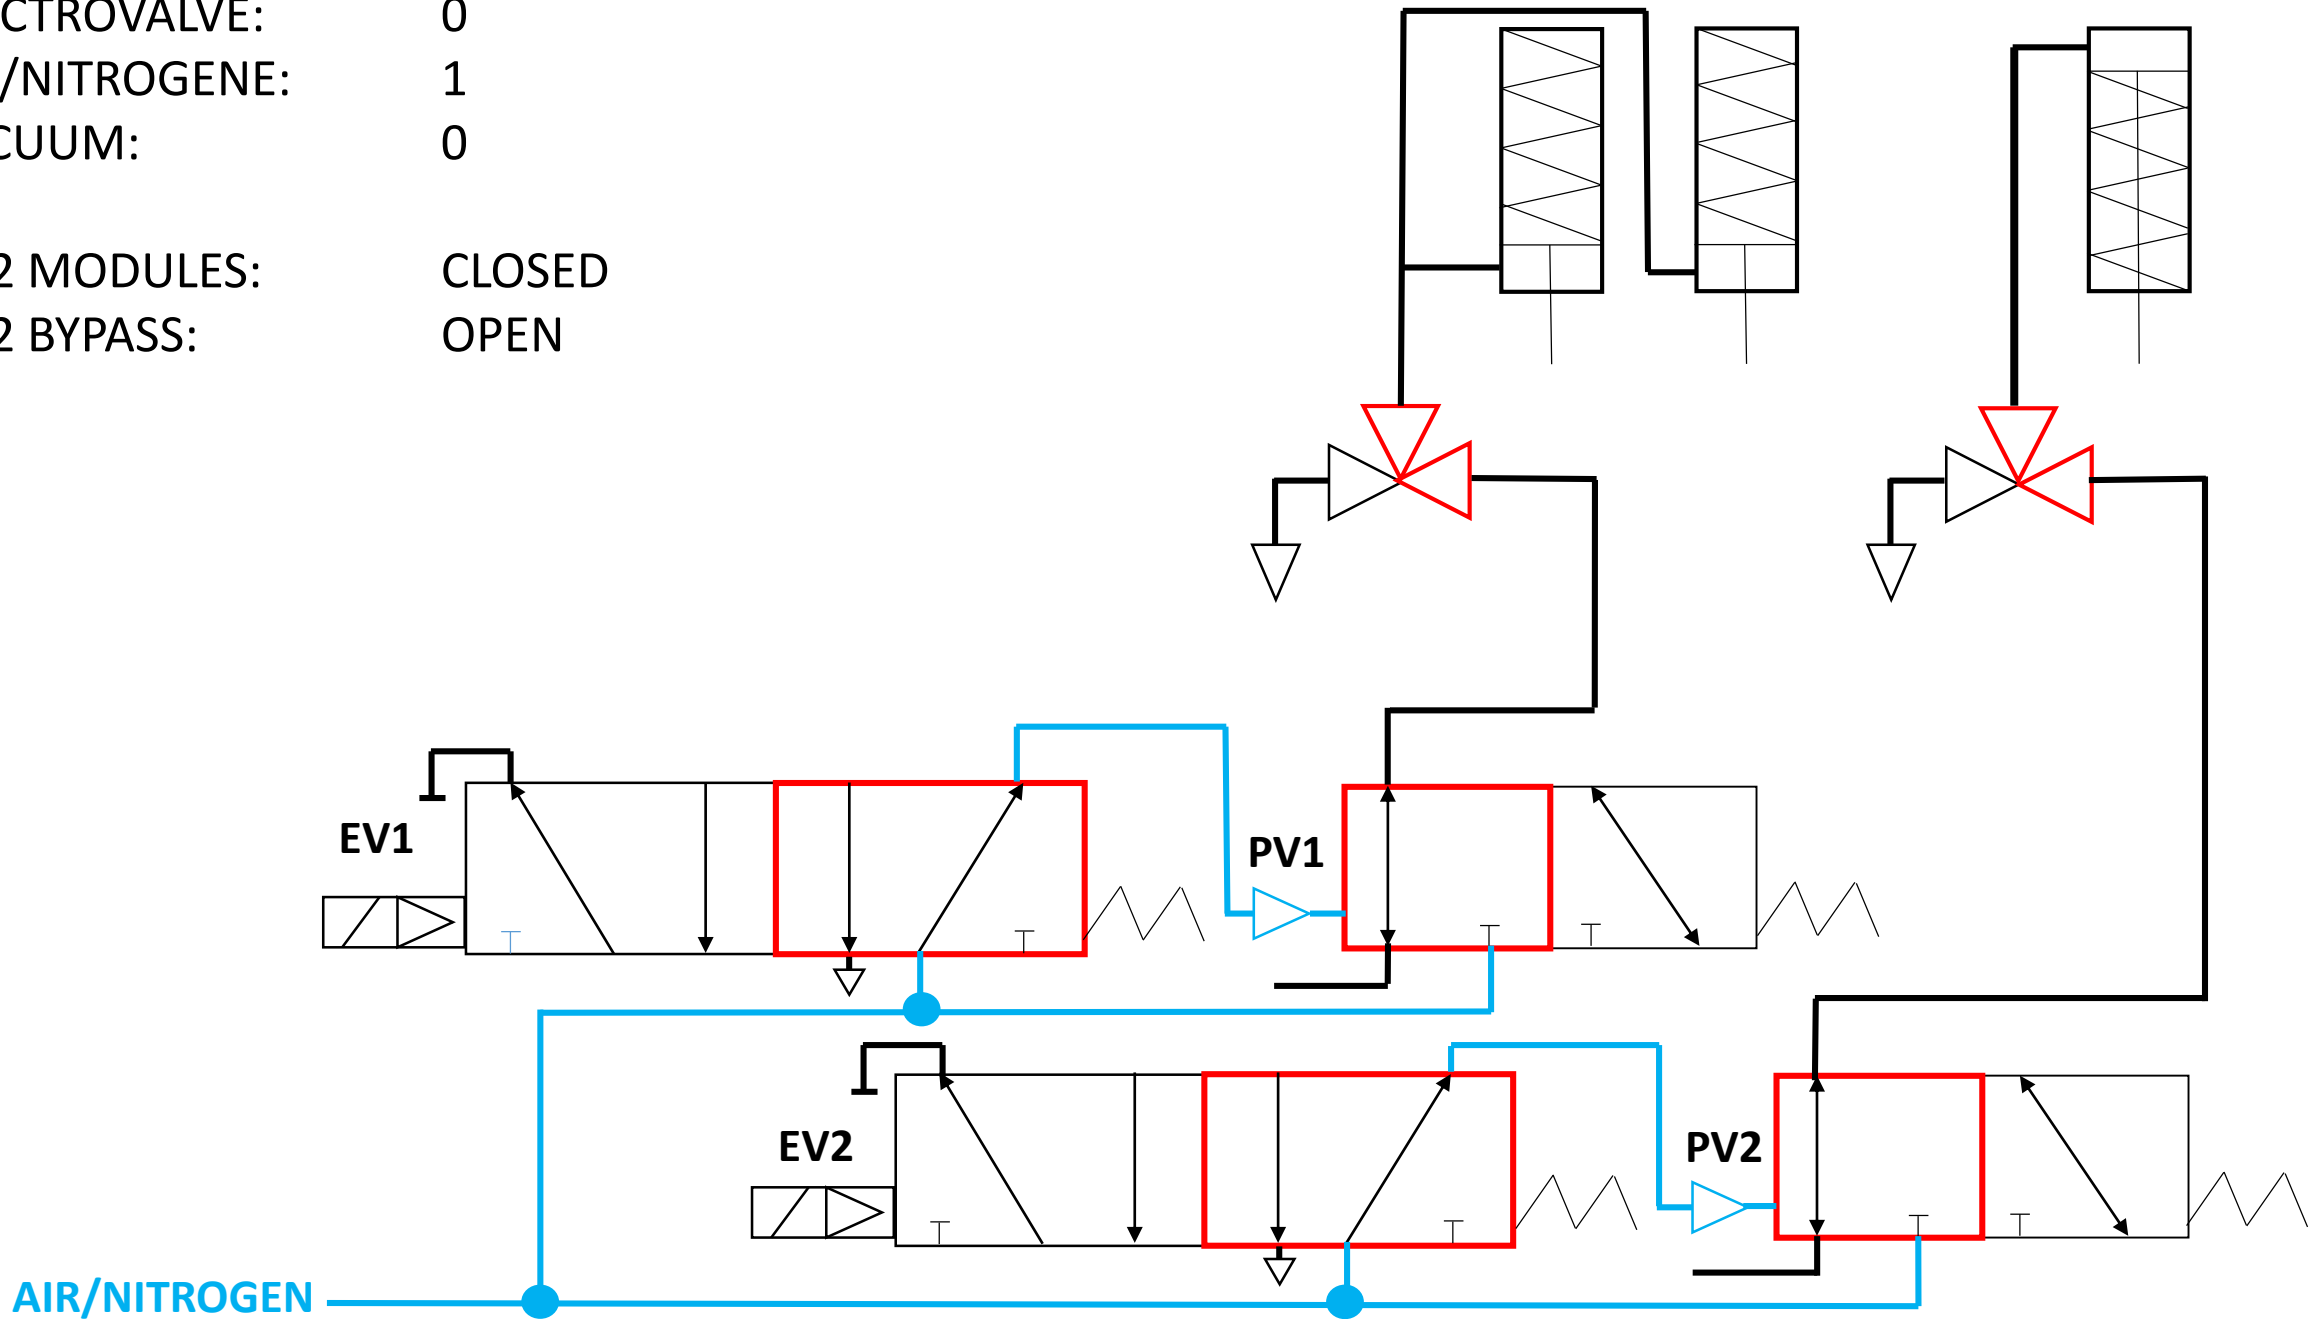 CTROVALVE: 0
/NITROGENE: 1
CUUM: 0
2 MODULES: CLOSED
2 BYPASS: OPEN
EV1
PV1
EV2
PV2
AIR/NITROGEN